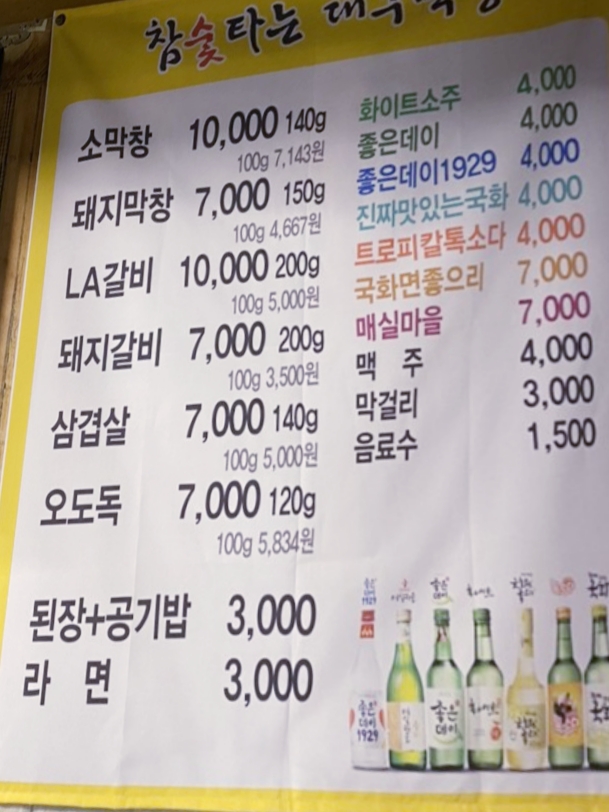 참숯타는
소막창 10,000 140g
100g 7,143원
돼지막창 7,000 150g
100g 4,667원
LA갈비 10,000 200g
100g 5,000원
돼지갈비 7,000 200g
100g 3,500원
삼겹살 7,000 140g
100g 5,000원
오도독 7,000 120g
100g 5,834원
된장+공기밥 3,000
라 면 3,000
화이트소주 4,000
좋은데이 4,000
좋은데이1929 4,000
진짜맛있는국화 4,000
트로피칼톡소다 4,000
국화면좋으리 7,000
매실마을 7,000
맥 주 4,000
막걸리 3,000
음료수 1,500
좋은
데이
1929
좋은
데이